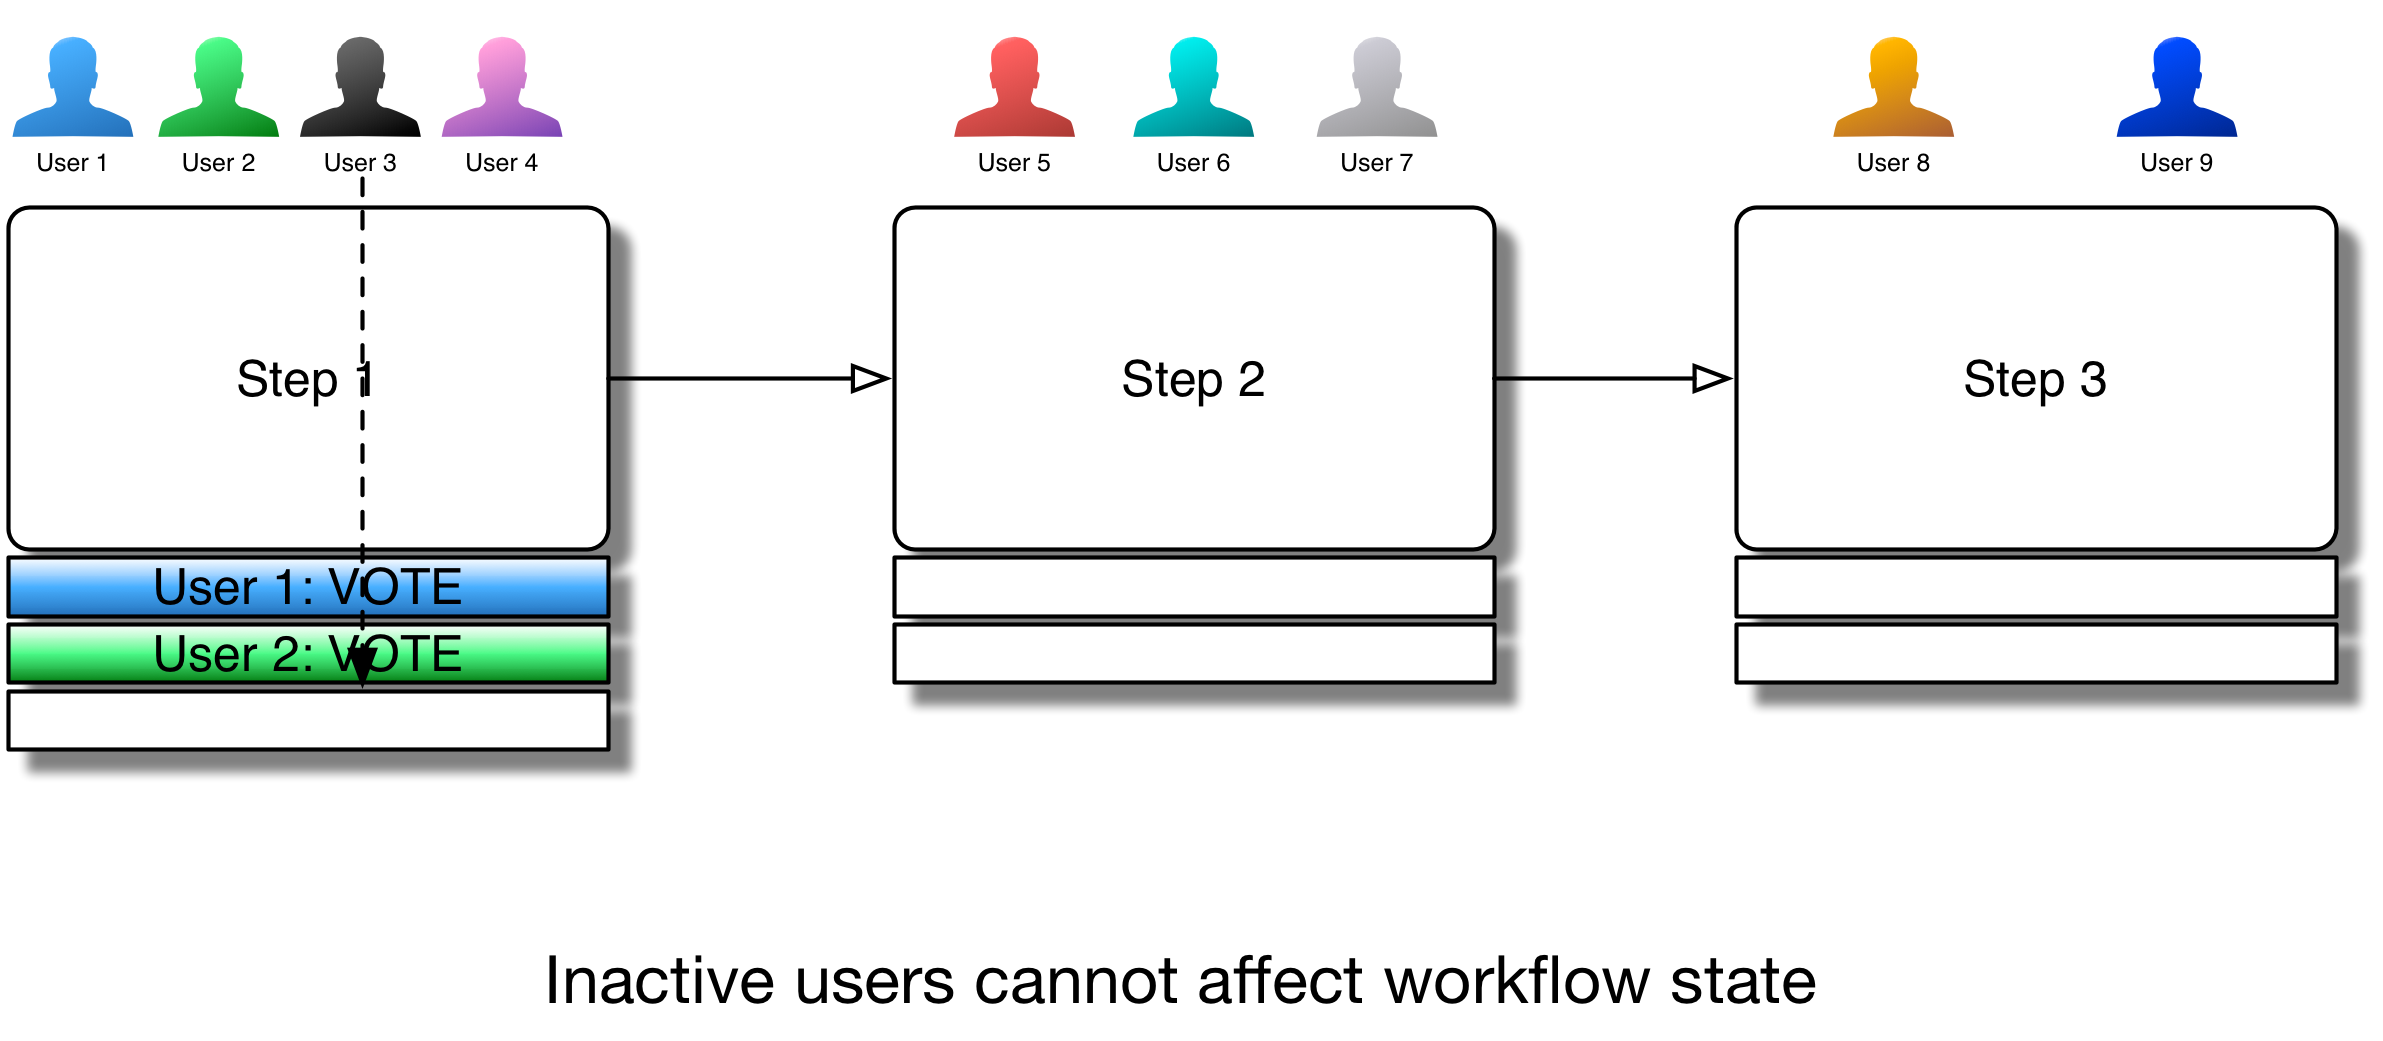 User 1
User 2
User 3
User 4
User 5
User 6
User 7
User 8
User 9
Step 1
Step 2
Step 3
User 1: VOTE
User 2: VOTE
Inactive users cannot affect workflow state